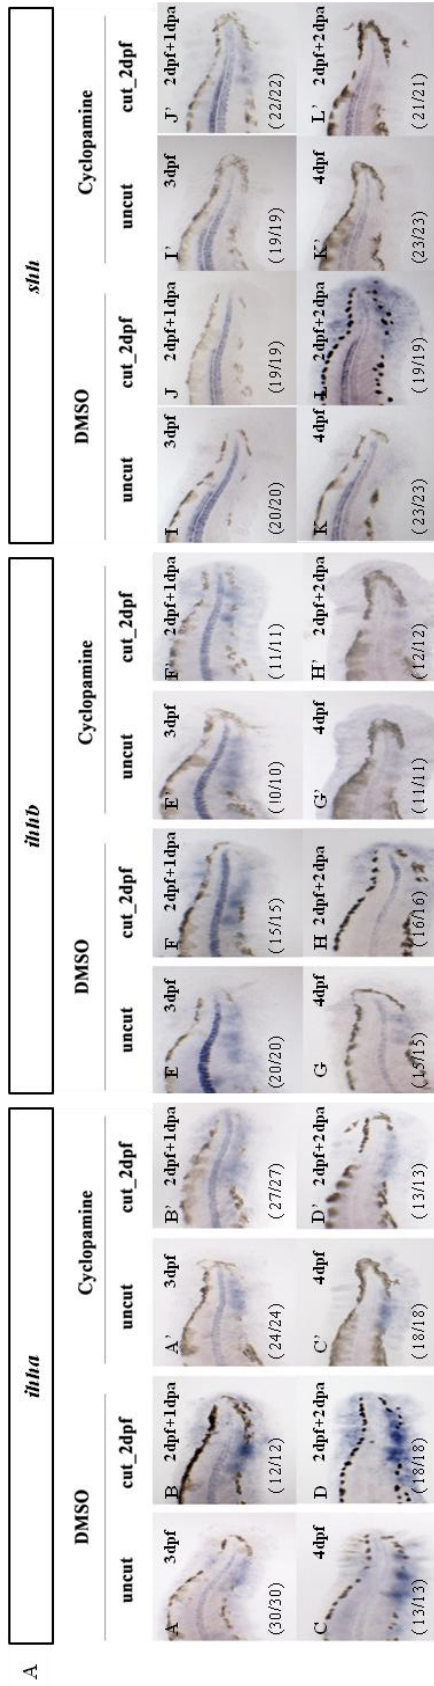 A
ihha
ihhb
shh
DMSO
Cyclopamine
DMSO
Cyclopamine
DMSO
Cyclopamine
uncut
cut_2dpf
uncut
cut_2dpf
uncut
cut_2dpf
uncut
cut_2dpf
uncut
cut_2dpf
uncut
cut_2dpf
A 3dpf
(30/30)
B 2dpf+1dpa
(12/12)
A' 3dpf
(24/24)
B' 2dpf+1dpa
(27/27)
E 3dpf
(20/20)
F 2dpf+1dpa
(15/15)
E' 3dpf
(10/10)
F' 2dpf+1dpa
(11/11)
I 3dpf
(20/20)
J 2dpf+1dpa
(19/19)
I' 3dpf
(19/19)
J' 2dpf+1dpa
(22/22)
C 4dpf
(13/13)
D 2dpf+2dpa
(18/18)
C' 4dpf
(18/18)
D' 2dpf+2dpa
(13/13)
G 4dpf
(15/15)
H 2dpf+2dpa
(16/16)
G' 4dpf
(11/11)
H' 2dpf+2dpa
(12/12)
K 4dpf
(23/23)
L 2dpf+2dpa
(19/19)
K' 4dpf
(23/23)
L' 2dpf+2dpa
(21/21)